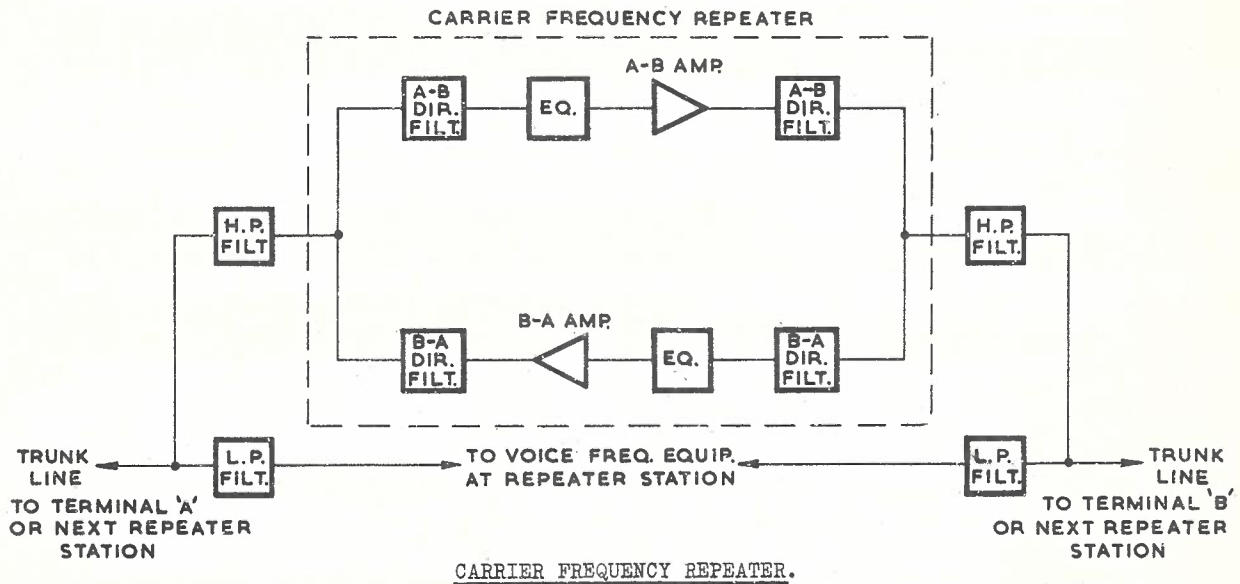 CARRIER FREQUENCY REPEATER
A-B AMP.
A-B
DIR.
FILT.
EQ.
A-B
DIR.
FILT.
H.P.
FILT
H.P.
FILT
B-A AMP.
B-A
DIR.
FILT.
EQ.
B-A
DIR.
FILT.
TRUNK
LINE
TO TERMINAL 'A'
OR NEXT REPEATER
STATION
L.P.
FILT.
TO VOICE FREQ. EQUIP.
AT REPEATER STATION
L.P.
FILT.
TRUNK
LINE
TO TERMINAL 'B'
OR NEXT REPEATER
STATION
CARRIER FREQUENCY REPEATER.